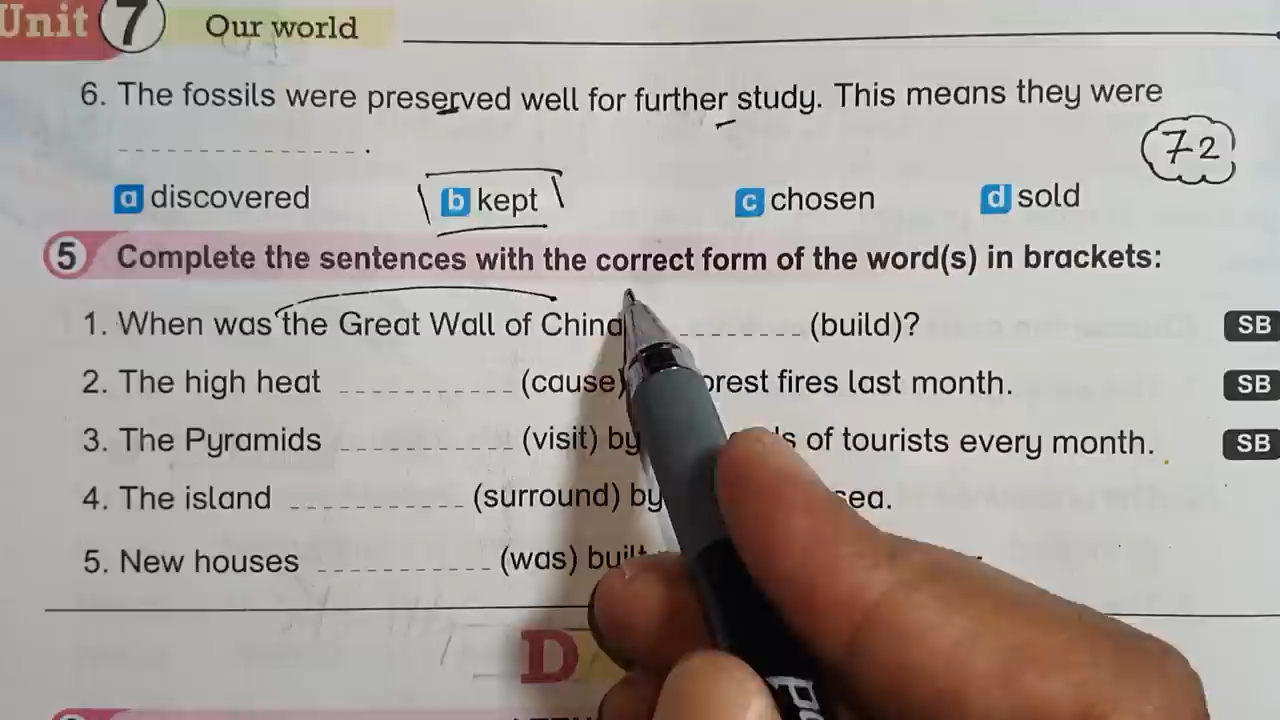 Unit 7 Our world
6. The fossils were preserved well for further study. This means they were
72
a discovered b kept c chosen d sold
5 Complete the sentences with the correct form of the word(s) in brackets:
1. When was the Great Wall of China (build)? SB
2. The high heat (cause) fires last month. SB
3. The Pyramids (visit) by of tourists every month. SB
4. The island (surround) by sea.
5. New houses (was) built
D